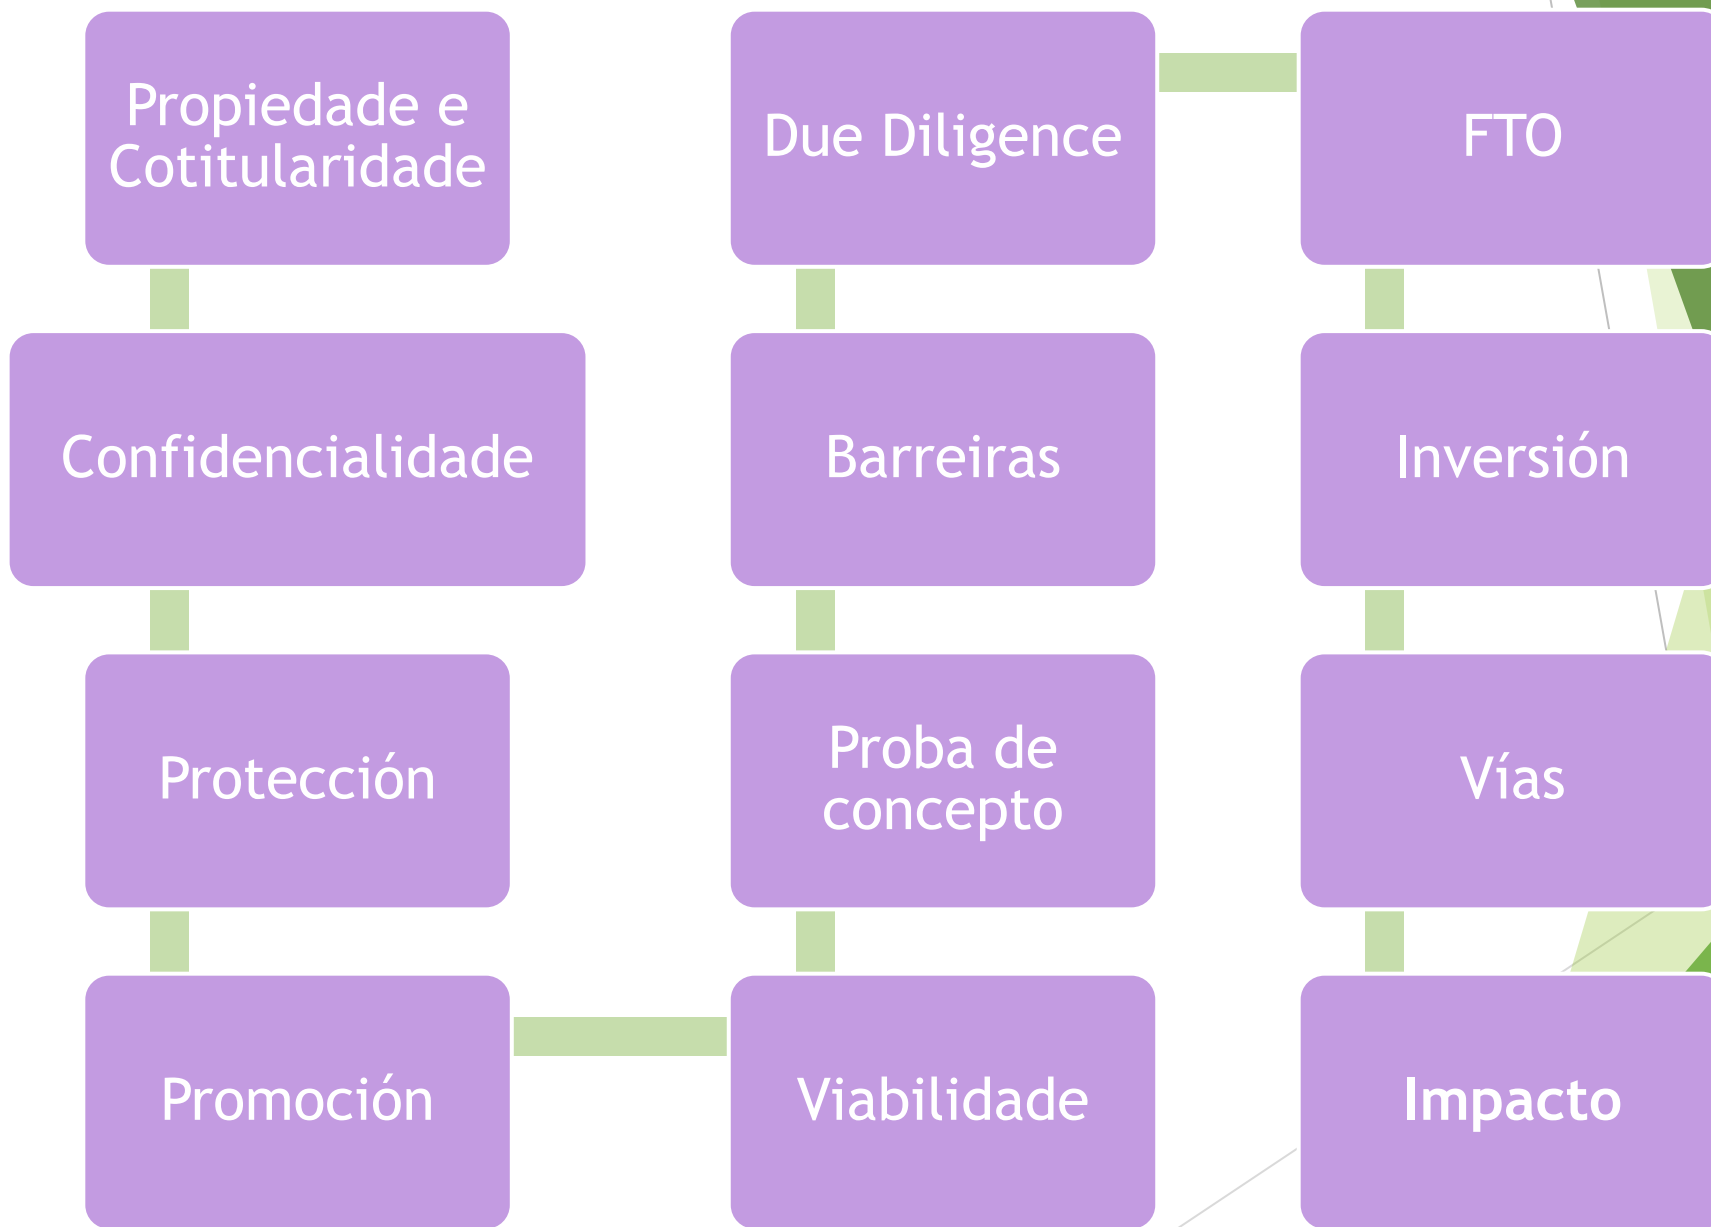 Propiedade e
Cotitularidade
Confidencialidade
Protección
Promoción
Viabilidade
Proba de
concepto
Barreiras
Due Diligence
FTO
Inversión
Vías
Impacto